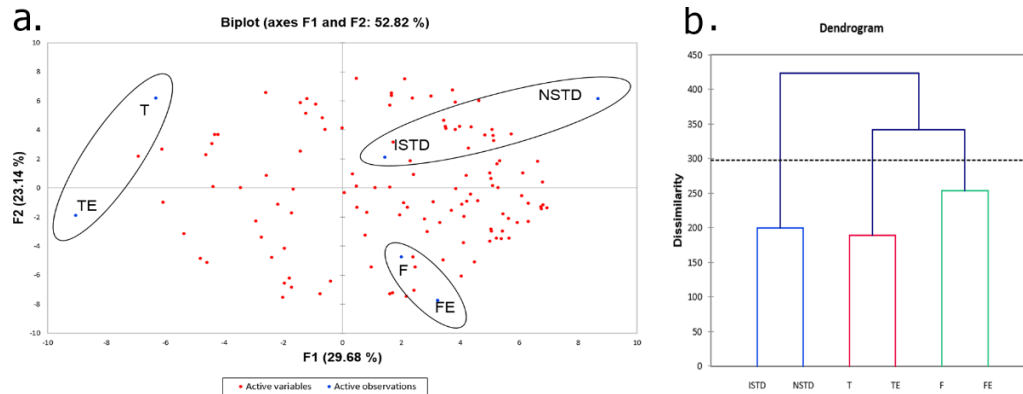 a.
Biplot (axes F1 and F2: 52.82 %)
10
8
6
4
2
0
-2
-4
-6
-8
-10
F2 (23.14 %)
T
TE
ISTD
NSTD
F
FE
-10 -8 -6 -4 -2 0 2 4 6 8 10
F1 (29.68 %)
Active variables Active observations
b.
Dendrogram
450
400
350
300
250
200
150
100
50
0
Dissimilarity
ISTD NSTD T TE F FE